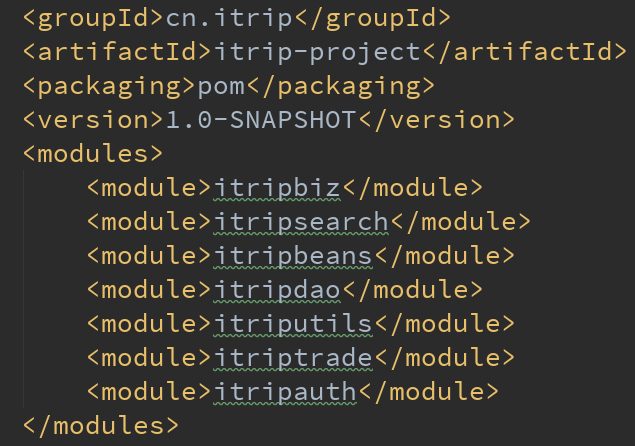 <groupId>cn.itrip</groupId>
<artifactId>itrip-project</artifactId>
<packaging>pom</packaging>
<version>1.0-SNAPSHOT</version>
<modules>
    <module>itripbiz</module>
    <module>itripsearch</module>
    <module>itripbeans</module>
    <module>itripdao</module>
    <module>itriputils</module>
    <module>itriptrade</module>
    <module>itripauth</module>
</modules>